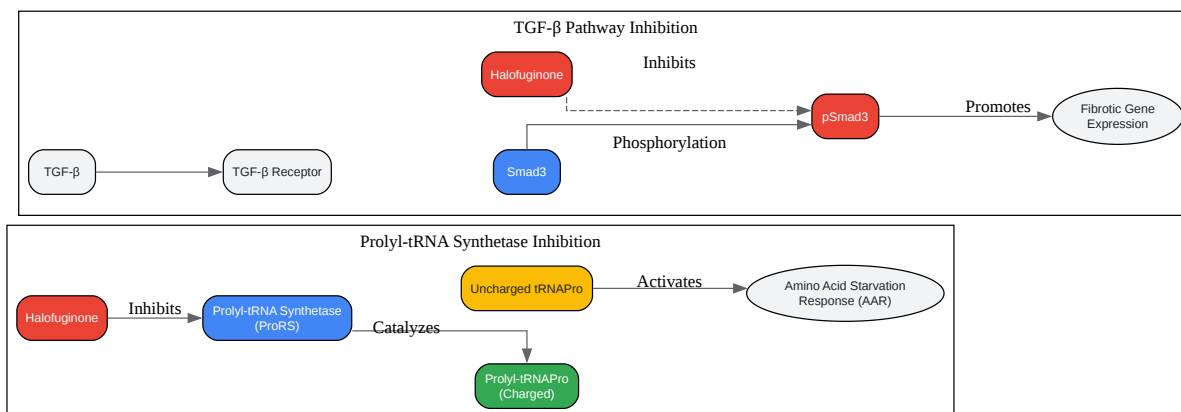 TGF-β Pathway Inhibition
Halofuginone
Inhibits
pSmad3
Promotes
Fibrotic Gene
Expression
Phosphorylation
TGF-β
TGF-β Receptor
Smad3
Prolyl-tRNA Synthetase Inhibition
Halofuginone
Inhibits
Prolyl-tRNA Synthetase
(ProRS)
Catalyzes
Uncharged tRNAPro
Activates
Amino Acid Starvation
Response (AAR)
Prolyl-tRNAPro
(Charged)